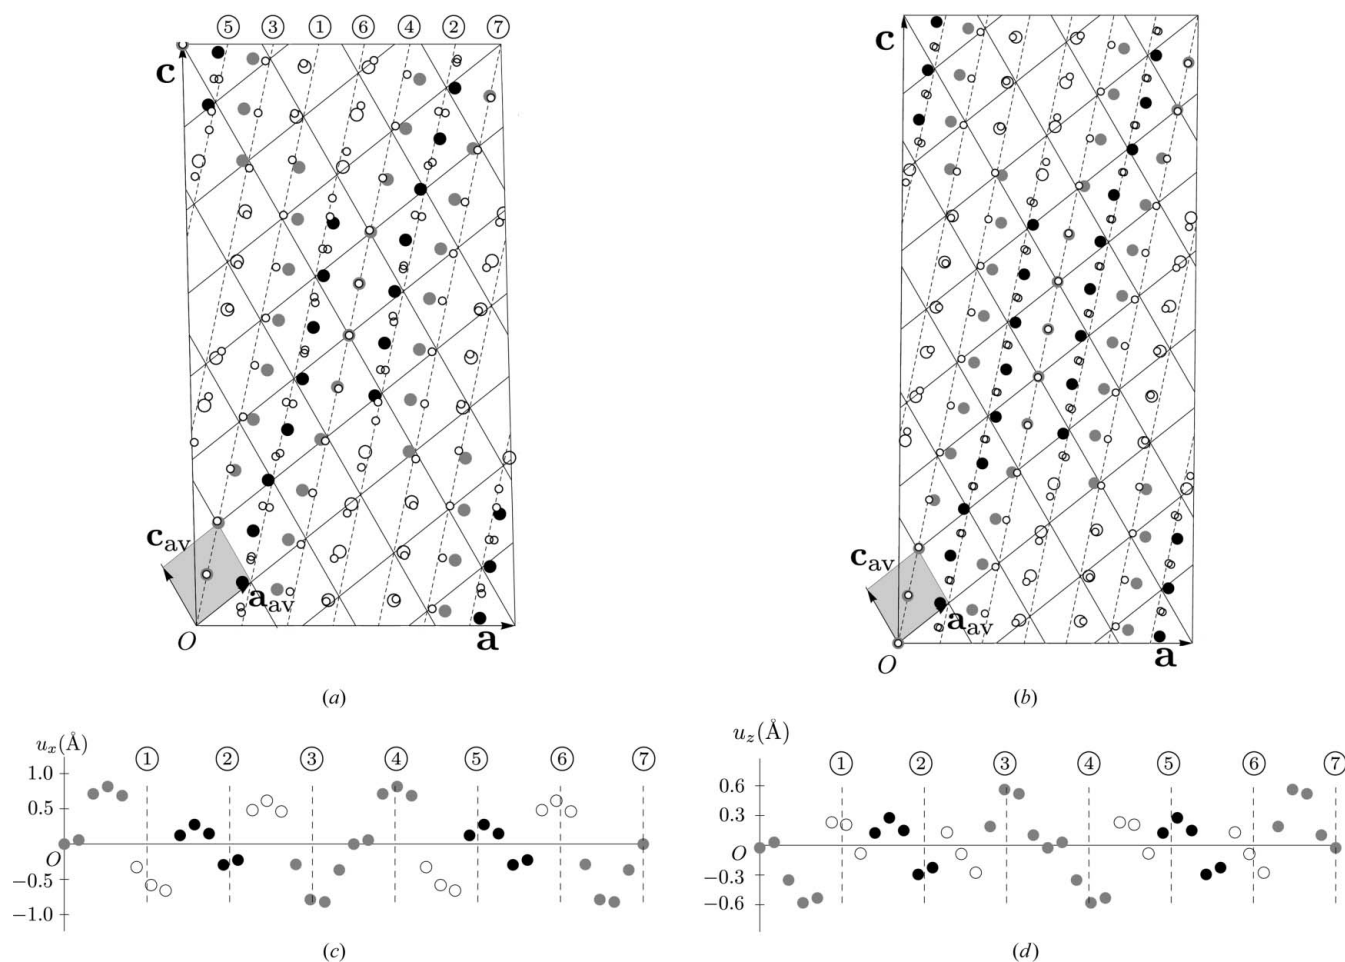 ⑤ ③ ① ⑥ ④ ② ⑦
c
c_av
a_av
O
a
(a)
c
c_av
a_av
O
a
(b)
u_x(Å)
① ② ③ ④ ⑤ ⑥ ⑦
1.0
0.5
O
−0.5
−1.0
(c)
u_z(Å)
① ② ③ ④ ⑤ ⑥ ⑦
0.6
0.3
O
−0.3
−0.6
(d)